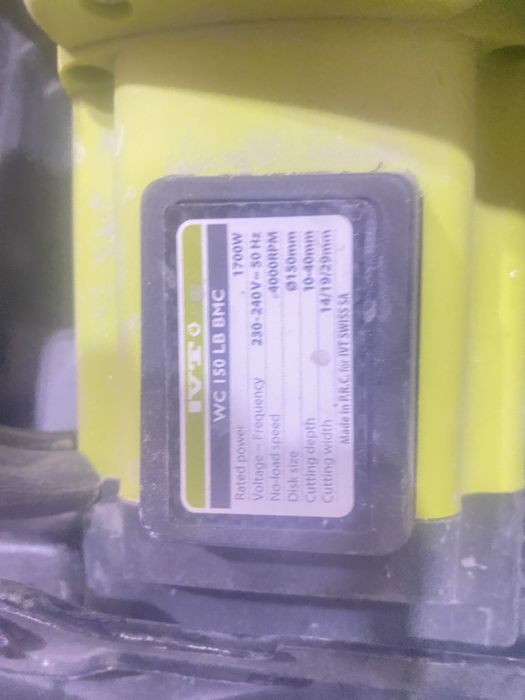 IVT
WC 150 LB BMC
Rated power 1700W
Voltage ~ Frequency 230-240V ~ 50 Hz
No-load speed 4000RPM
Disk size Ø150mm
Cutting depth 10-40mm
Cutting width 14/19/29mm
Made in P.R.C. for IVT SWISS SA